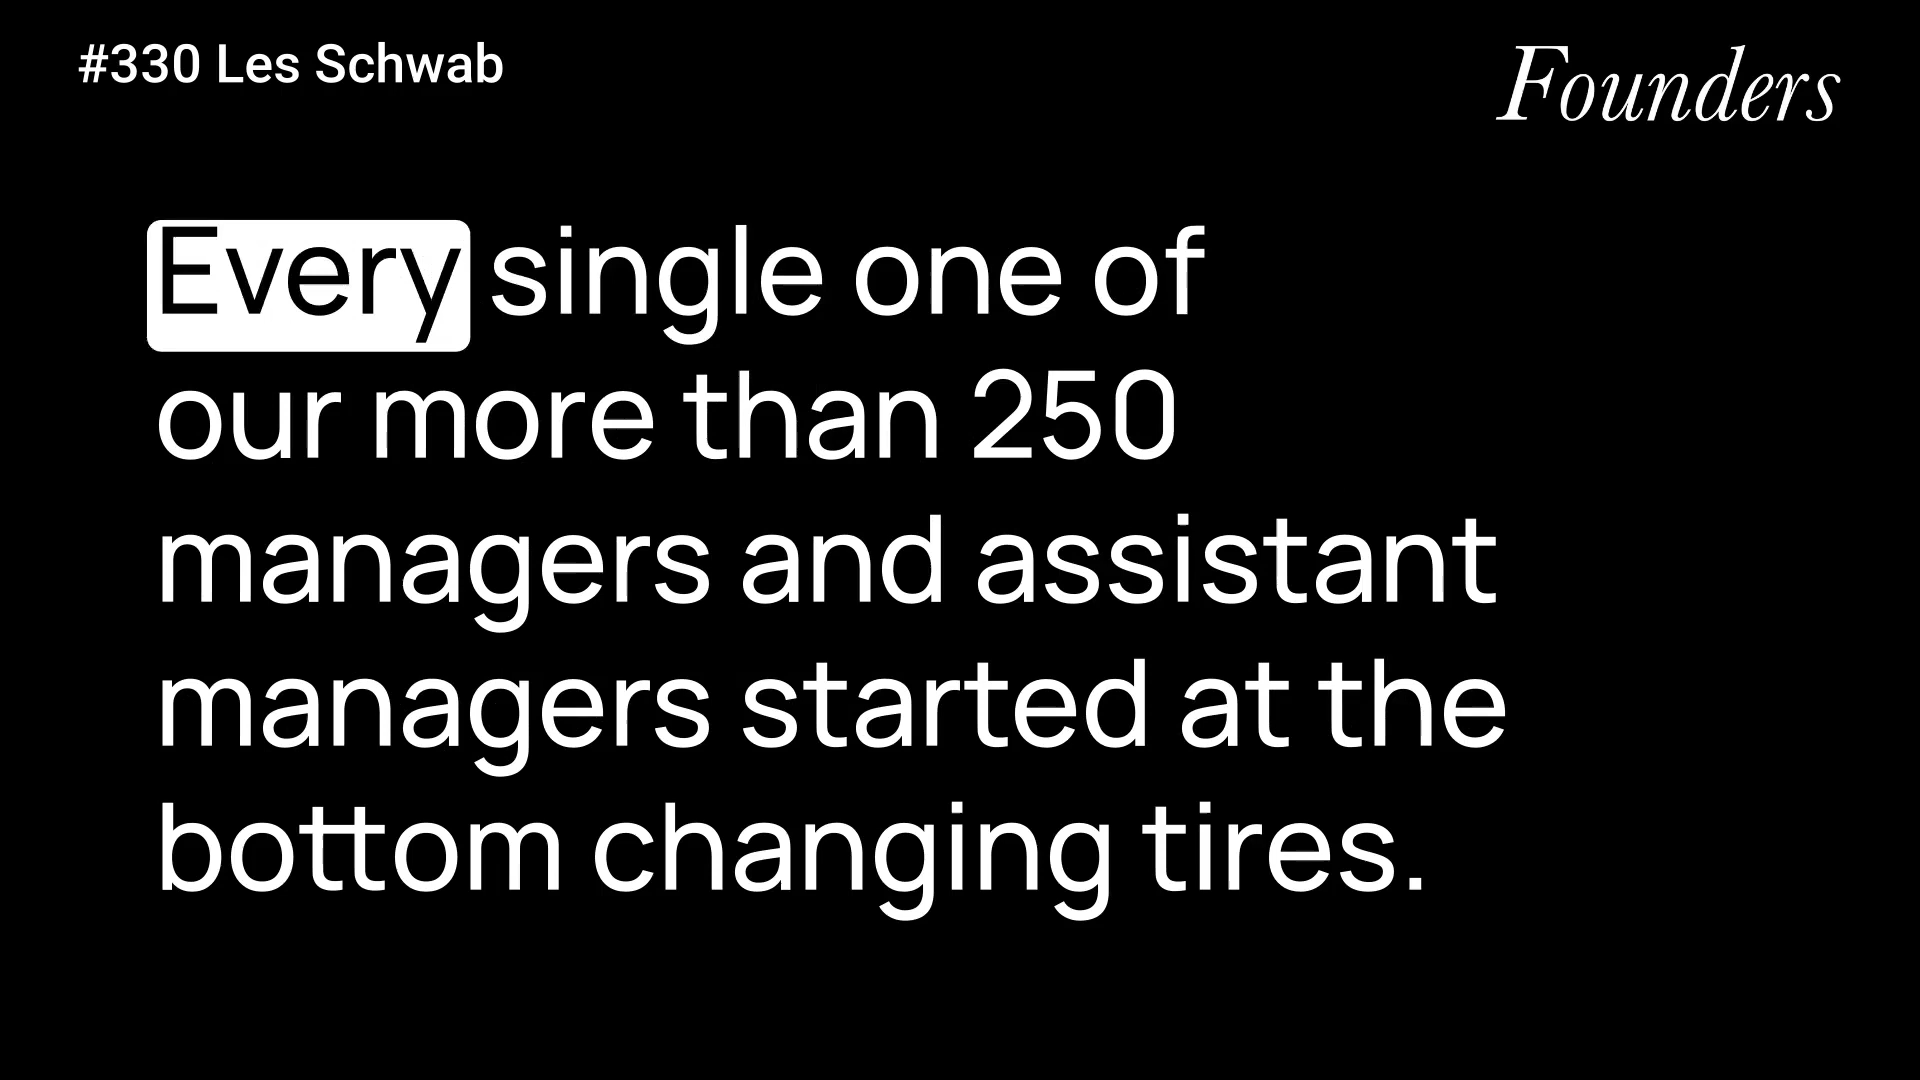 #330 Les Schwab
Founders
Every single one of
our more than 250
managers and assistant
managers started at the
bottom changing tires.